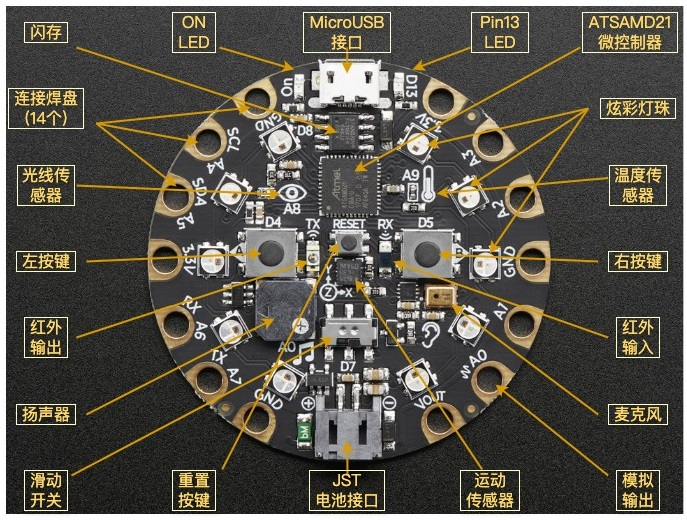 闪存
ON
LED
MicroUSB
接口
Pin13
LED
ATSAMD21
微控制器
连接焊盘
(14个)
炫彩灯珠
光线传
感器
温度传
感器
左按键
右按键
红外
输出
红外
输入
扬声器
麦克风
滑动
开关
重置
按键
JST
电池接口
运动
传感器
模拟
输出
ON
D13
GND
D8
3.3V
SCL
A4
A3
SDA
A5
A8
A9
A2
Atmel
D4
TX
RESET
RX
D5
3.3V
GND
Y
Z
X
RX
A6
A1
A0
TX
A7
D7
A0
GND
VOUT